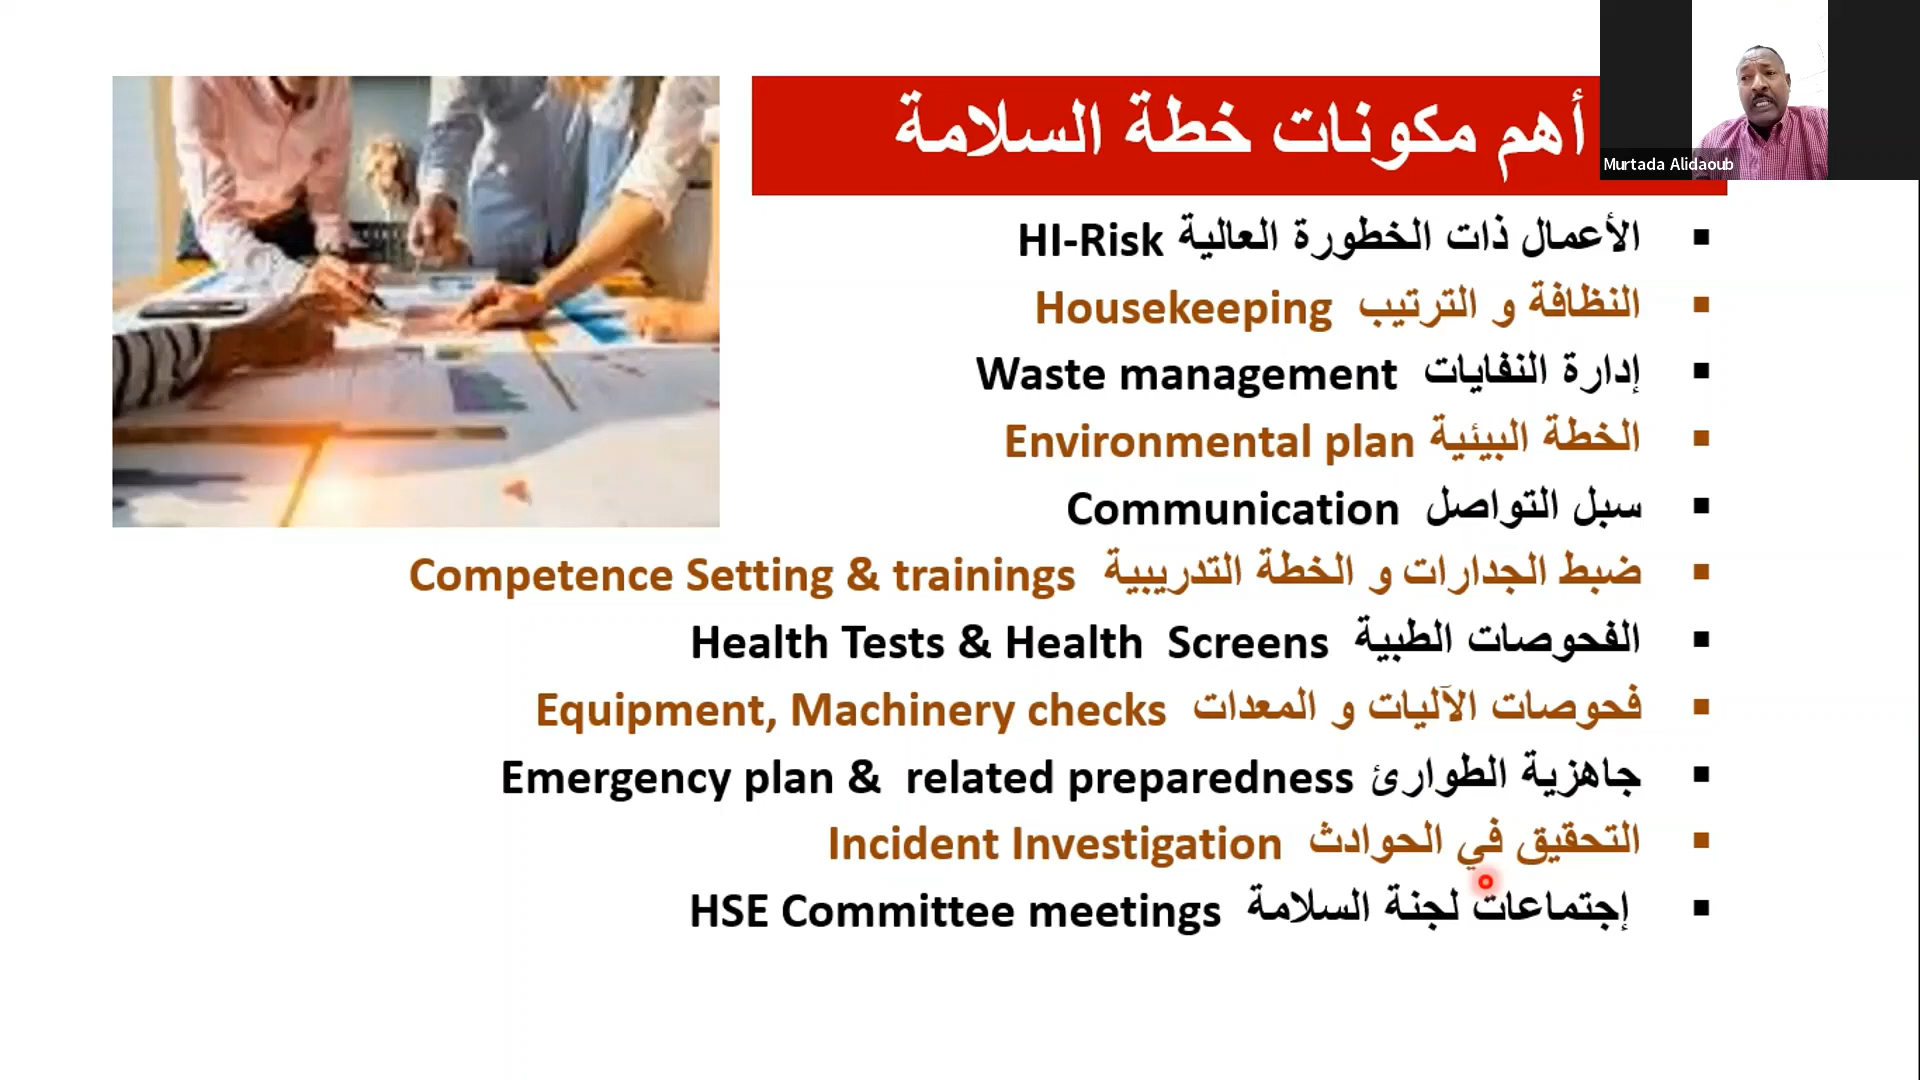 أهم مكونات خطة السلامة
Murtada Alidaoub
▪ الأعمال ذات الخطورة العالية HI-Risk
▪ النظافة و الترتيب Housekeeping
▪ إدارة النفايات Waste management
▪ الخطة البيئية Environmental plan
▪ سبل التواصل Communication
▪ ضبط الجدارات و الخطة التدريبية Competence Setting & trainings
▪ الفحوصات الطبية Health Tests & Health Screens
▪ فحوصات الآليات و المعدات Equipment, Machinery checks
▪ جاهزية الطوارئ Emergency plan & related preparedness
▪ التحقيق في الحوادث Incident Investigation
▪ إجتماعات لجنة السلامة HSE Committee meetings